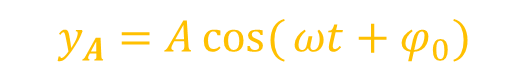 y_A = A cos( ωt + φ_0 )